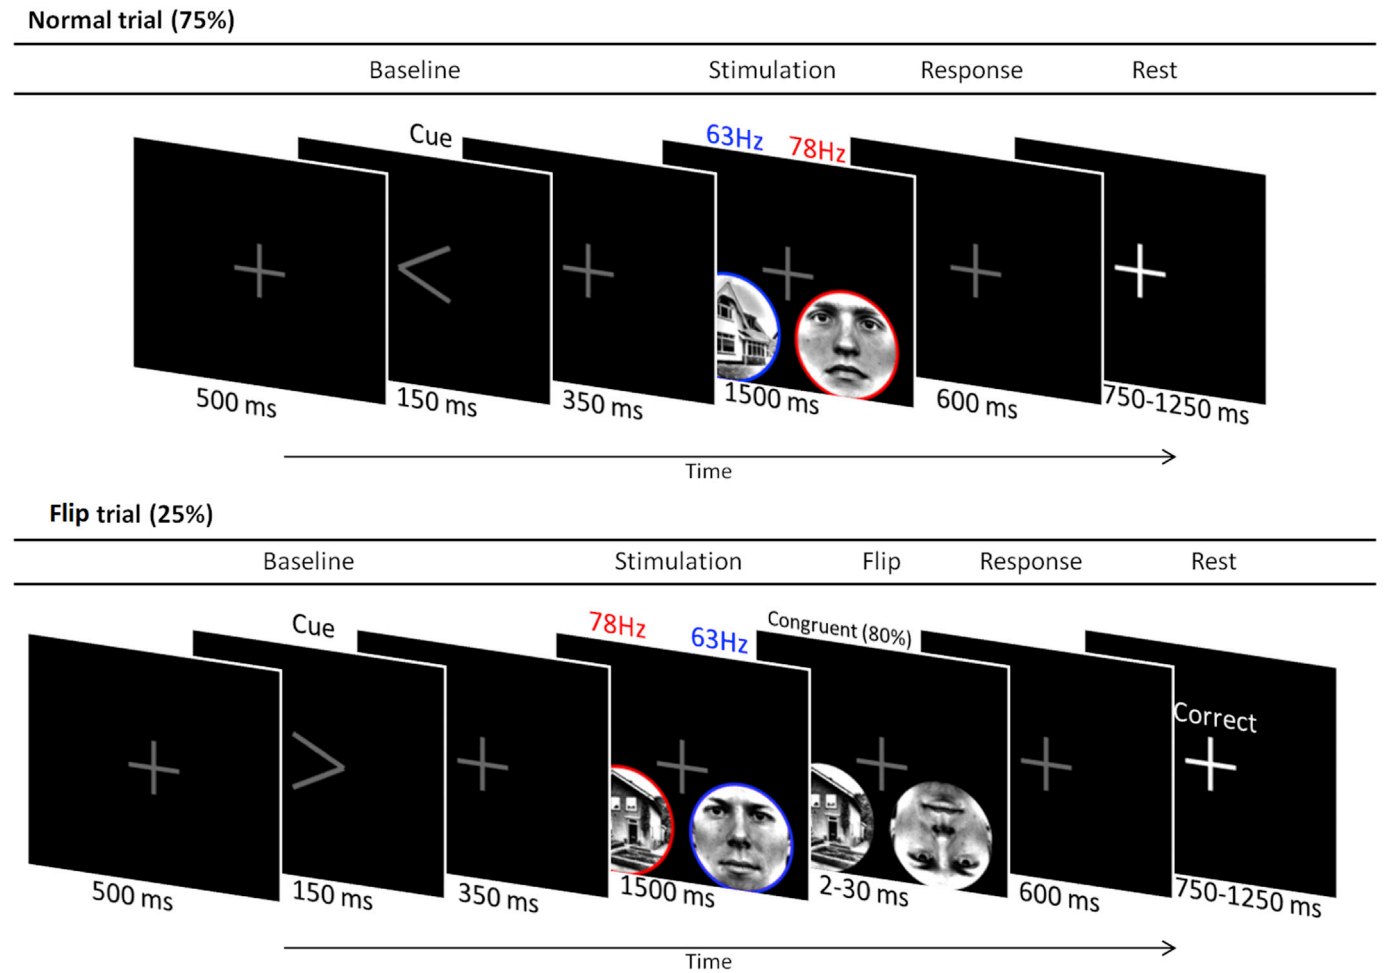 Normal trial (75%)
Baseline Stimulation Response Rest
Cue 63Hz 78Hz
500 ms 150 ms 350 ms 1500 ms 600 ms 750-1250 ms
Time
Flip trial (25%)
Baseline Stimulation Flip Response Rest
Cue 78Hz 63Hz Congruent (80%)
Correct
500 ms 150 ms 350 ms 1500 ms 2-30 ms 600 ms 750-1250 ms
Time